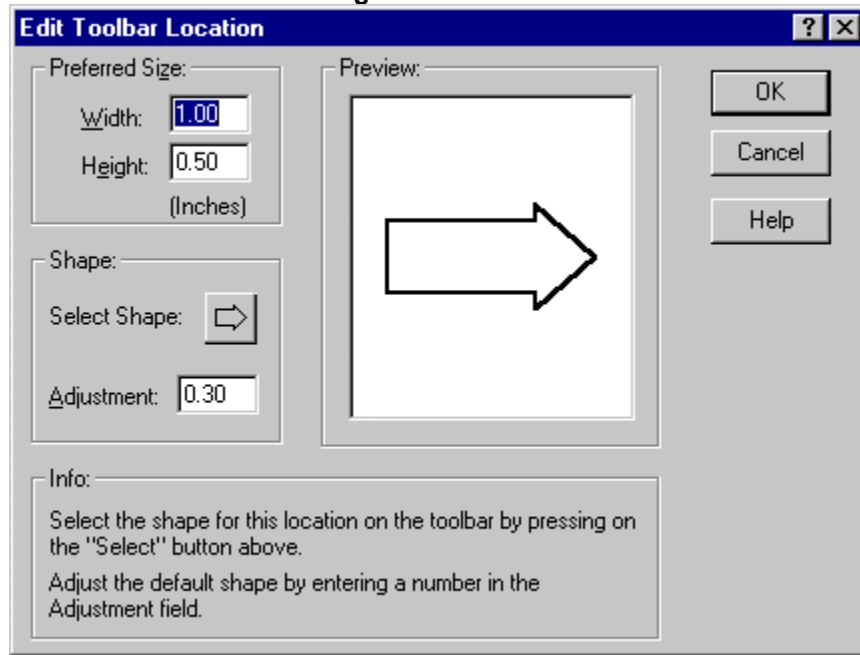 Edit Toolbar Location
Preferred Size:
Width: 1.00
Height: 0.50
(Inches)
Preview:
OK
Cancel
Help
Shape:
Select Shape:
Adjustment: 0.30
Info:
Select the shape for this location on the toolbar by pressing on
the "Select" button above.
Adjust the default shape by entering a number in the
Adjustment field.